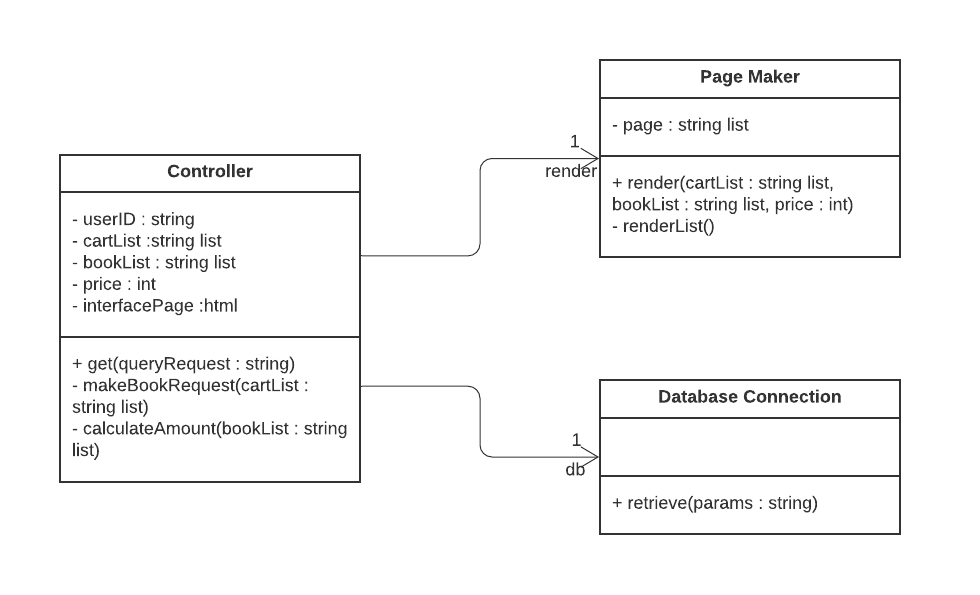 Controller
- userID : string
- cartList :string list
- bookList : string list
- price : int
- interfacePage :html
+ get(queryRequest : string)
- makeBookRequest(cartList :
string list)
- calculateAmount(bookList : string
list)
1
render
Page Maker
- page : string list
+ render(cartList : string list,
bookList : string list, price : int)
- renderList()
1
db
Database Connection
+ retrieve(params : string)